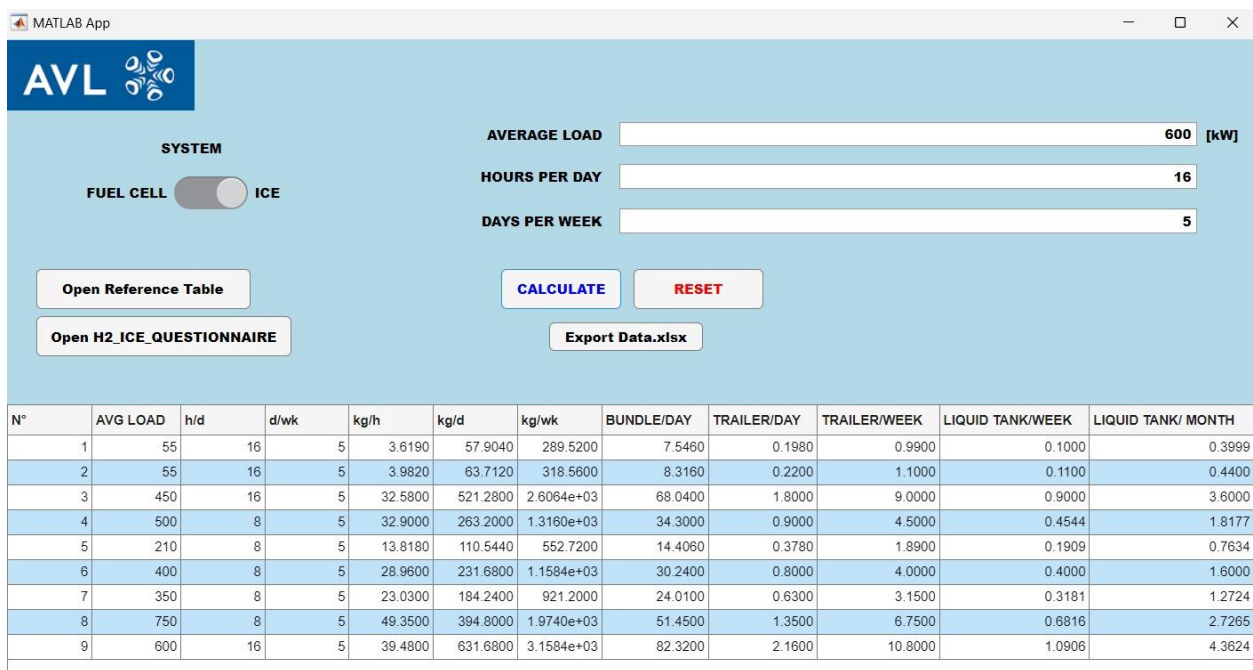 MATLAB App
AVL
SYSTEM
FUEL CELL ICE
AVERAGE LOAD 600 [kW]
HOURS PER DAY 16
DAYS PER WEEK 5
Open Reference Table
Open H2_ICE_QUESTIONNAIRE
CALCULATE RESET
Export Data.xlsx
N° AVG LOAD h/d d/wk kg/h kg/d kg/wk BUNDLE/DAY TRAILER/DAY TRAILER/WEEK LIQUID TANK/WEEK LIQUID TANK/ MONTH
1 55 16 5 3.6190 57.9040 289.5200 7.5460 0.1980 0.9900 0.1000 0.3999
2 55 16 5 3.9820 63.7120 318.5600 8.3160 0.2200 1.1000 0.1100 0.4400
3 450 16 5 32.5800 521.2800 2.6064e+03 68.0400 1.8000 9.0000 0.9000 3.6000
4 500 8 5 32.9000 263.2000 1.3160e+03 34.3000 0.9000 4.5000 0.4544 1.8177
5 210 8 5 13.8180 110.5440 552.7200 14.4060 0.3780 1.8900 0.1909 0.7634
6 400 8 5 28.9600 231.6800 1.1584e+03 30.2400 0.8000 4.0000 0.4000 1.6000
7 350 8 5 23.0300 184.2400 921.2000 24.0100 0.6300 3.1500 0.3181 1.2724
8 750 8 5 49.3500 394.8000 1.9740e+03 51.4500 1.3500 6.7500 0.6816 2.7265
9 600 16 5 39.4800 631.6800 3.1584e+03 82.3200 2.1600 10.8000 1.0906 4.3624